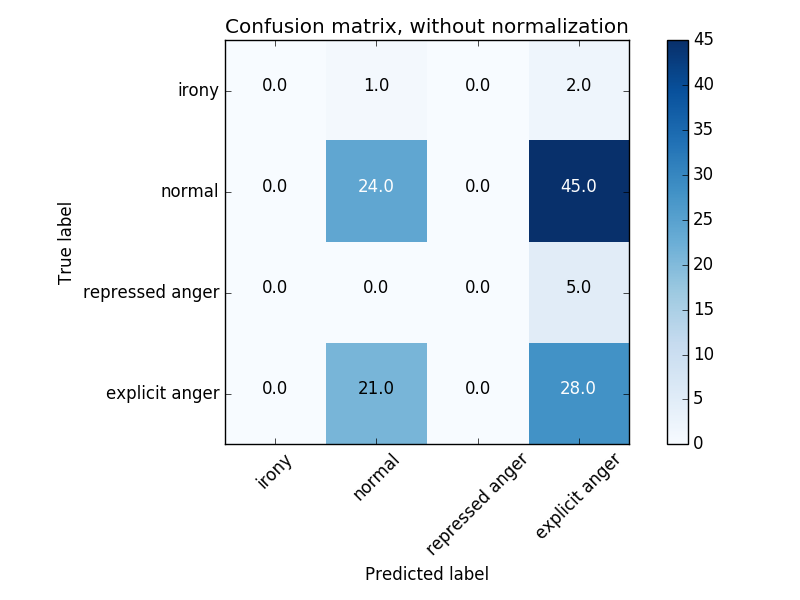 Confusion matrix, without normalization
irony 0.0 1.0 0.0 2.0
normal 0.0 24.0 0.0 45.0
repressed anger 0.0 0.0 0.0 5.0
explicit anger 0.0 21.0 0.0 28.0
irony normal repressed anger explicit anger
True label
Predicted label
45
40
35
30
25
20
15
10
5
0